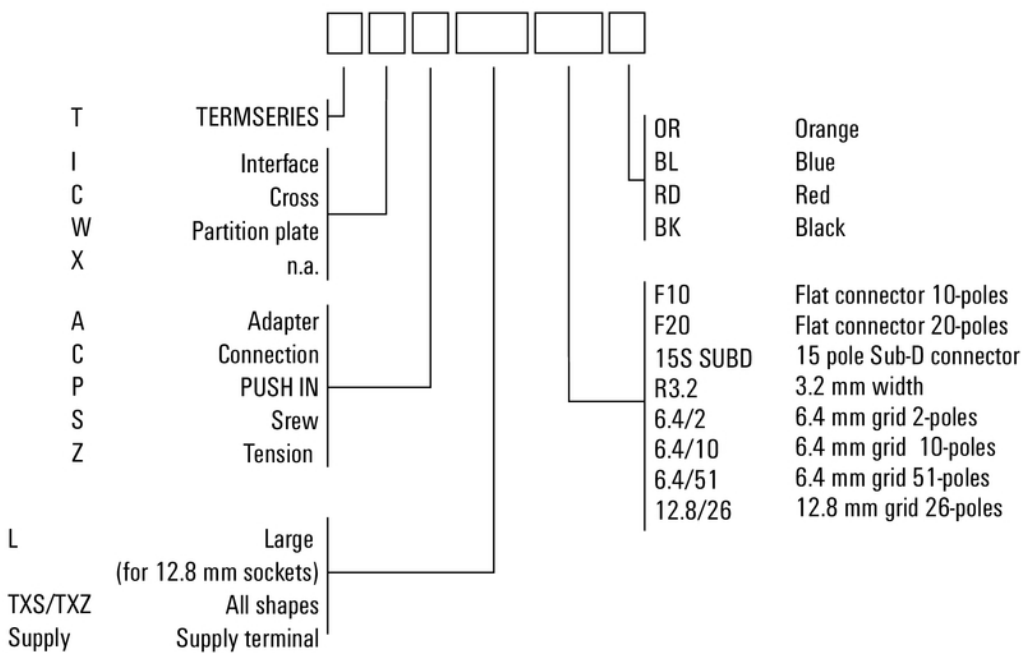 T TERMSERIES
I Interface
C Cross
W Partition plate
X n.a.
A Adapter
C Connection
P PUSH IN
S Srew
Z Tension
L Large
(for 12.8 mm sockets)
TXS/TXZ All shapes
Supply Supply terminal
OR Orange
BL Blue
RD Red
BK Black
F10 Flat connector 10-poles
F20 Flat connector 20-poles
15S SUBD 15 pole Sub-D connector
R3.2 3.2 mm width
6.4/2 6.4 mm grid 2-poles
6.4/10 6.4 mm grid 10-poles
6.4/51 6.4 mm grid 51-poles
12.8/26 12.8 mm grid 26-poles